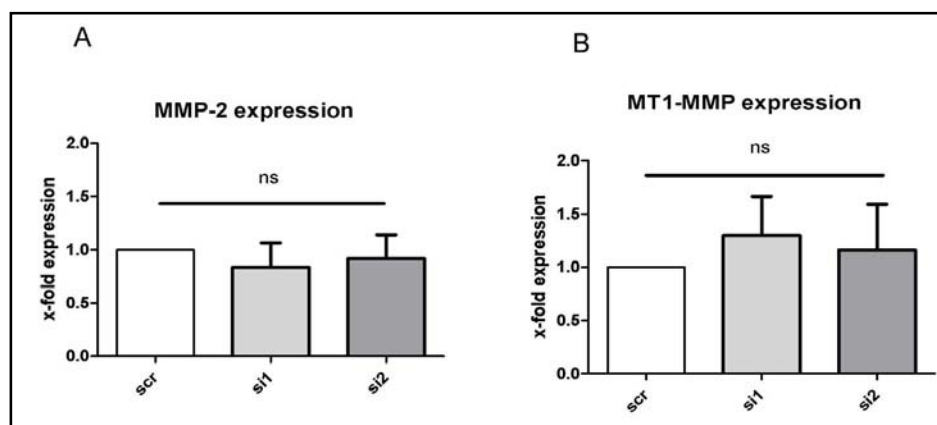 A
MMP-2 expression
x-fold expression
2.0
1.5
1.0
0.5
0.0
ns
scr
si1
si2
B
MT1-MMP expression
x-fold expression
2.0
1.5
1.0
0.5
0.0
ns
scr
si1
si2